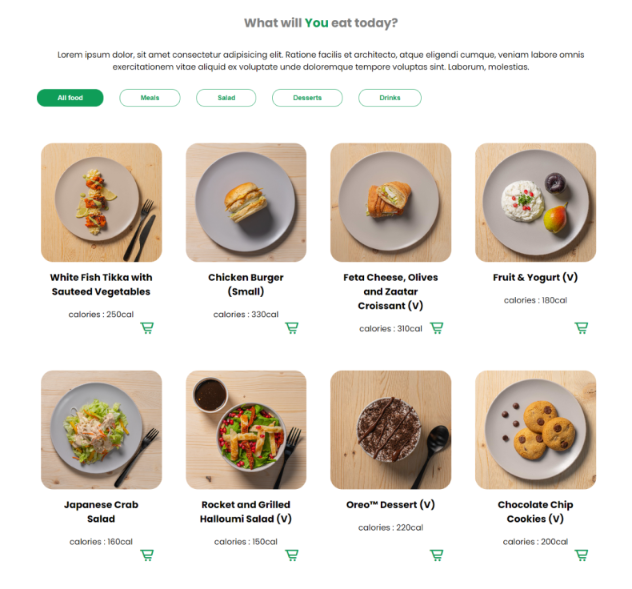 What will You eat today?
Lorem ipsum dolor, sit amet consectetur adipisicing elit. Ratione facilis et architecto, atque eligendi cumque, veniam labore omnis
exercitationem vitae aliquid ex voluptate unde doloremque tempore voluptas sint. Laborum, molestias.
All food
Meals
Salad
Desserts
Drinks
White Fish Tikka with
Sauteed Vegetables
calories : 250cal
Chicken Burger
(Small)
calories : 330cal
Feta Cheese, Olives
and Zaatar
Croissant (V)
calories : 310cal
Fruit & Yogurt (V)
calories : 180cal
Japanese Crab
Salad
calories : 160cal
Rocket and Grilled
Halloumi Salad (V)
calories : 150cal
Oreo™ Dessert (V)
calories : 220cal
Chocolate Chip
Cookies (V)
calories : 200cal